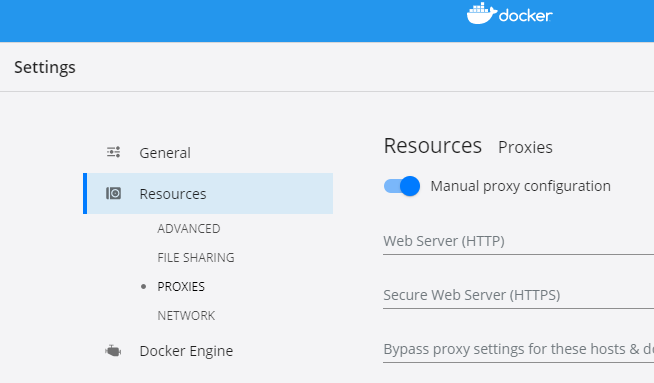 docker
Settings
General
Resources
ADVANCED
FILE SHARING
PROXIES
NETWORK
Docker Engine
Resources Proxies
Manual proxy configuration
Web Server (HTTP)
Secure Web Server (HTTPS)
Bypass proxy settings for these hosts &